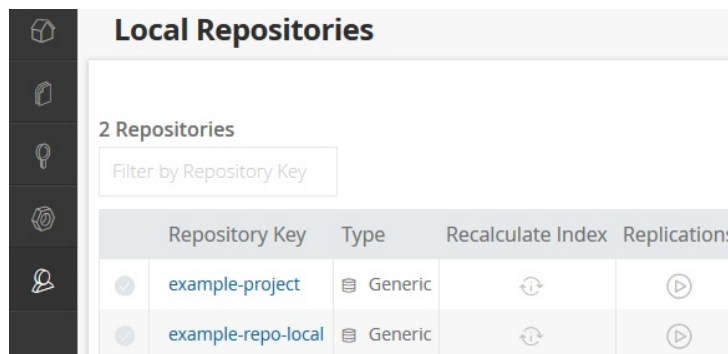 Local Repositories
2 Repositories
Filter by Repository Key
Repository Key Type Recalculate Index Replications
example-project Generic
example-repo-local Generic